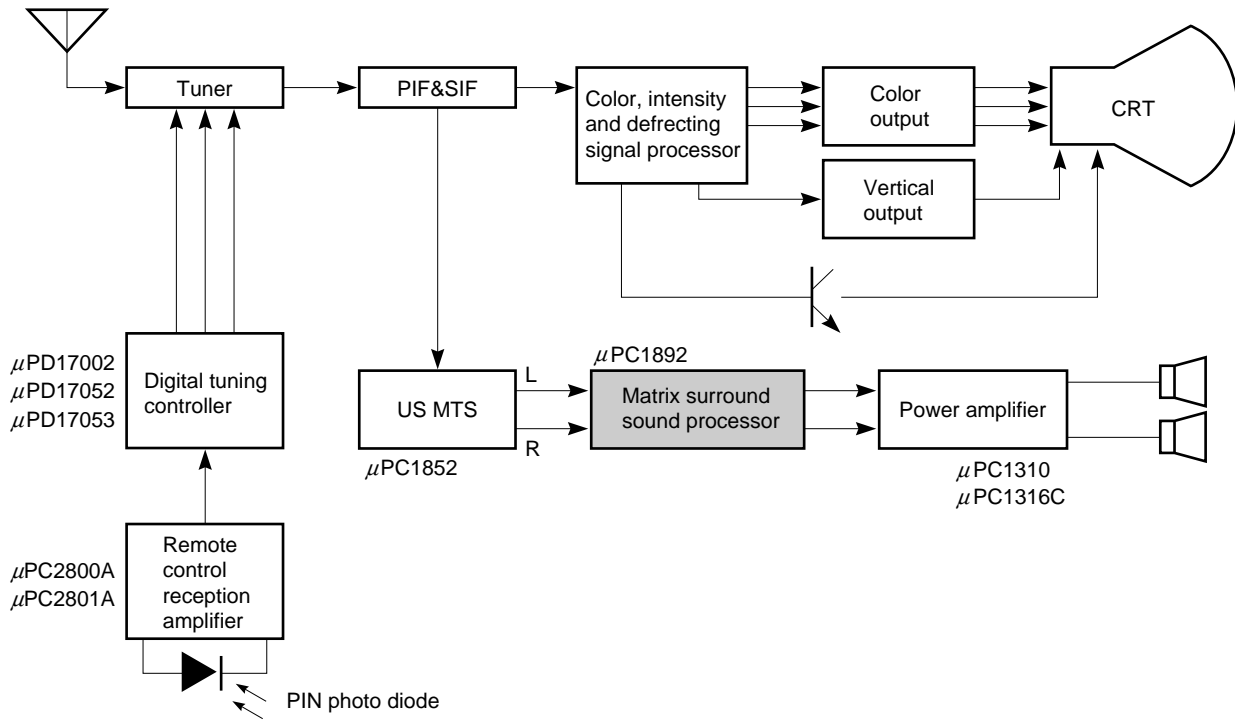 Tuner
PIF&SIF
Color, intensity
and defrecting
signal processor
Color
output
CRT
Vertical
output
μPD17002
μPD17052
μPD17053
Digital tuning
controller
US MTS
μPC1852
L
R
μPC1892
Matrix surround
sound processor
Power amplifier
μPC1310
μPC1316C
μPC2800A
μPC2801A
Remote
control
reception
amplifier
PIN photo diode